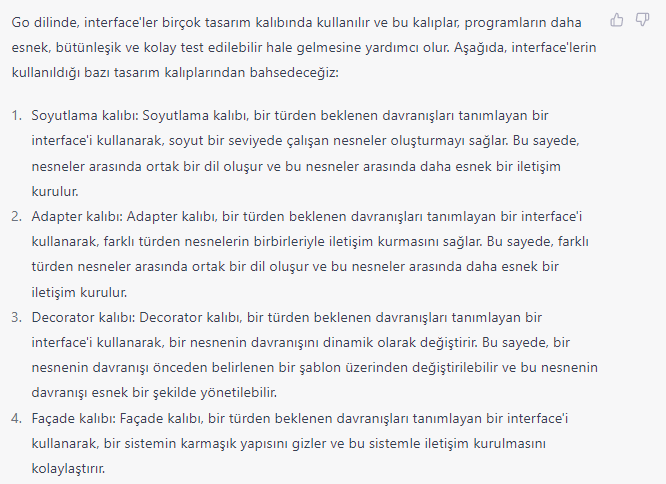 Go dilinde, interface'ler birçok tasarım kalıbında kullanılır ve bu kalıplar, programların daha
esnek, bütünleşik ve kolay test edilebilir hale gelmesine yardımcı olur. Aşağıda, interface'lerin
kullanıldığı bazı tasarım kalıplarından bahsedeceğiz:
1. Soyutlama kalıbı: Soyutlama kalıbı, bir türden beklenen davranışları tanımlayan bir
interface'i kullanarak, soyut bir seviyede çalışan nesneler oluşturmayı sağlar. Bu sayede,
nesneler arasında ortak bir dil oluşur ve bu nesneler arasında daha esnek bir iletişim
kurulur.
2. Adapter kalıbı: Adapter kalıbı, bir türden beklenen davranışları tanımlayan bir interface'i
kullanarak, farklı türden nesnelerin birbirleriyle iletişim kurmasını sağlar. Bu sayede, farklı
türden nesneler arasında ortak bir dil oluşur ve bu nesneler arasında daha esnek bir
iletişim kurulur.
3. Decorator kalıbı: Decorator kalıbı, bir türden beklenen davranışları tanımlayan bir
interface'i kullanarak, bir nesnenin davranışını dinamik olarak değiştirir. Bu sayede, bir
nesnenin davranışı önceden belirlenen bir şablon üzerinden değiştirilebilir ve bu nesnenin
davranışı esnek bir şekilde yönetilebilir.
4. Façade kalıbı: Façade kalıbı, bir türden beklenen davranışları tanımlayan bir interface'i
kullanarak, bir sistemin karmaşık yapısını gizler ve bu sistemle iletişim kurulmasını
kolaylaştırır.